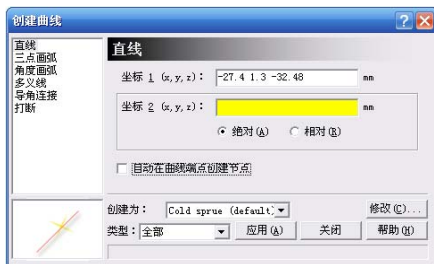 创建曲线
直线
三点画弧
角度画弧
多义线
导角连接
打断
直线
坐标 1 (x, y, z)： -27.4 1.3 -32.48 mm
坐标 2 (x, y, z)： mm
绝对(A) 相对(R)
自动在曲线端点创建节点
创建为： Cold sprue (default) 修改(C)...
类型： 全部 应用(A) 关闭 帮助(H)